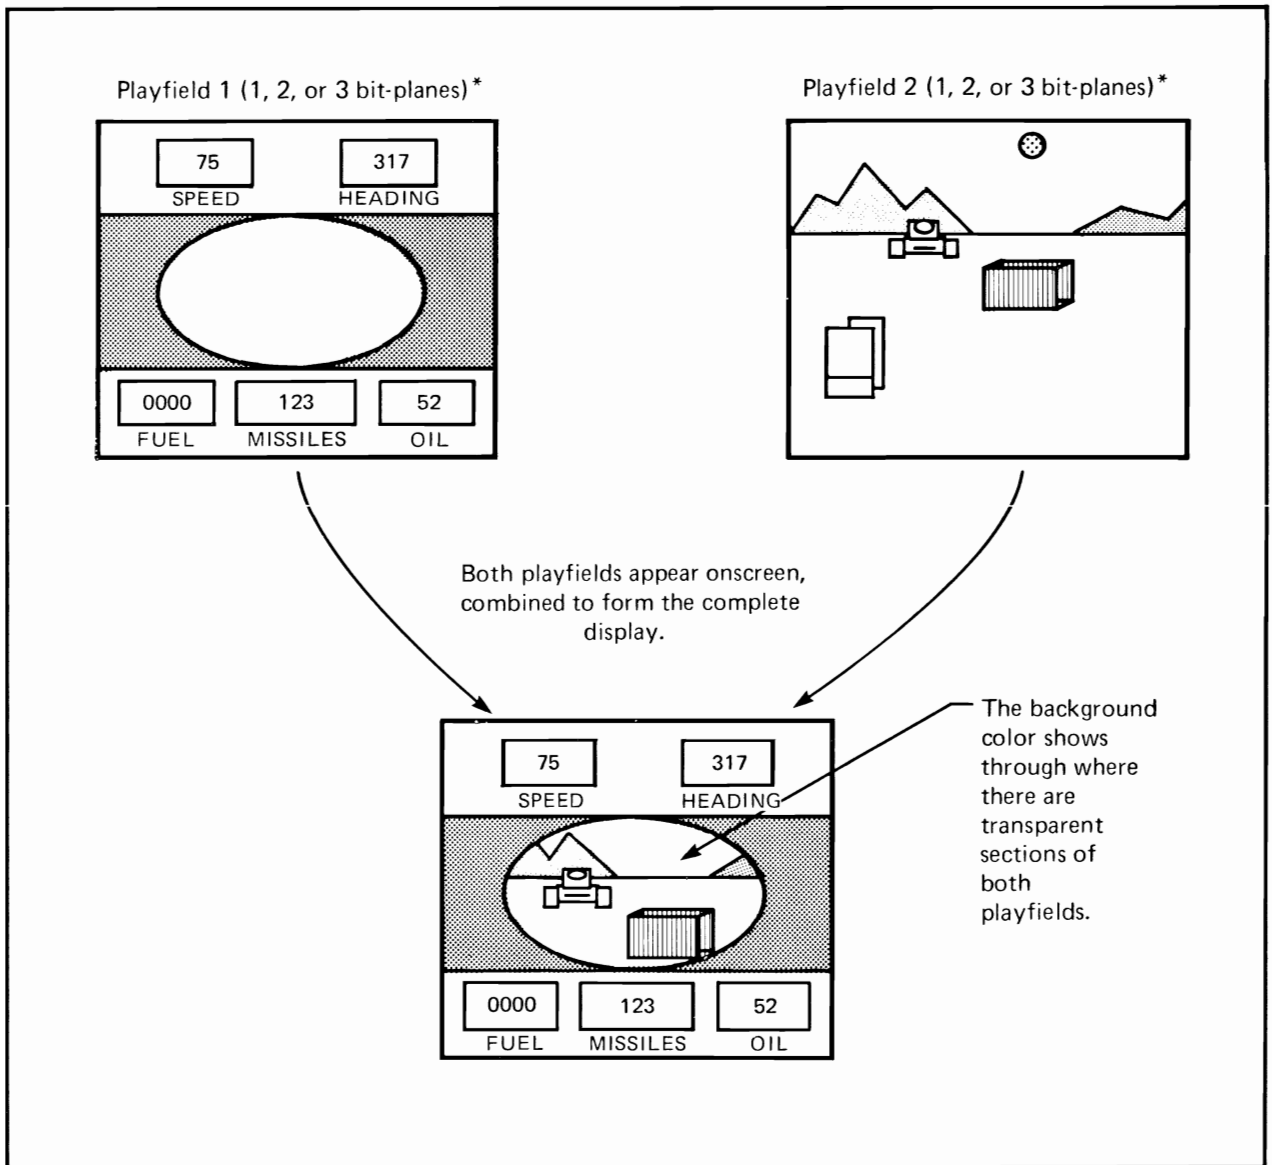 Playfield 1 (1, 2, or 3 bit-planes)*
75
317
SPEED
HEADING
0000
123
52
FUEL
MISSILES
OIL
Playfield 2 (1, 2, or 3 bit-planes)*
Both playfields appear onscreen,
combined to form the complete
display.
The background
color shows
through where
there are
transparent
sections of
both
playfields.
75
317
SPEED
HEADING
0000
123
52
FUEL
MISSILES
OIL